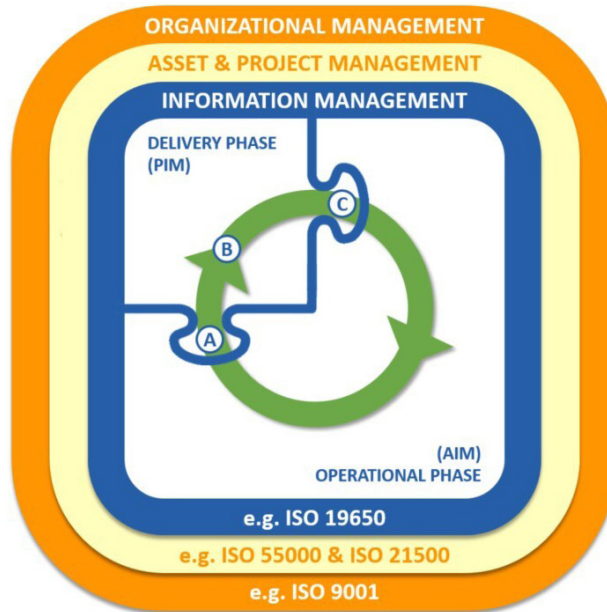 ORGANIZATIONAL MANAGEMENT
ASSET & PROJECT MANAGEMENT
INFORMATION MANAGEMENT
DELIVERY PHASE
(PIM)
C
B
A
(AIM)
OPERATIONAL PHASE
e.g. ISO 19650
e.g. ISO 55000 & ISO 21500
e.g. ISO 9001